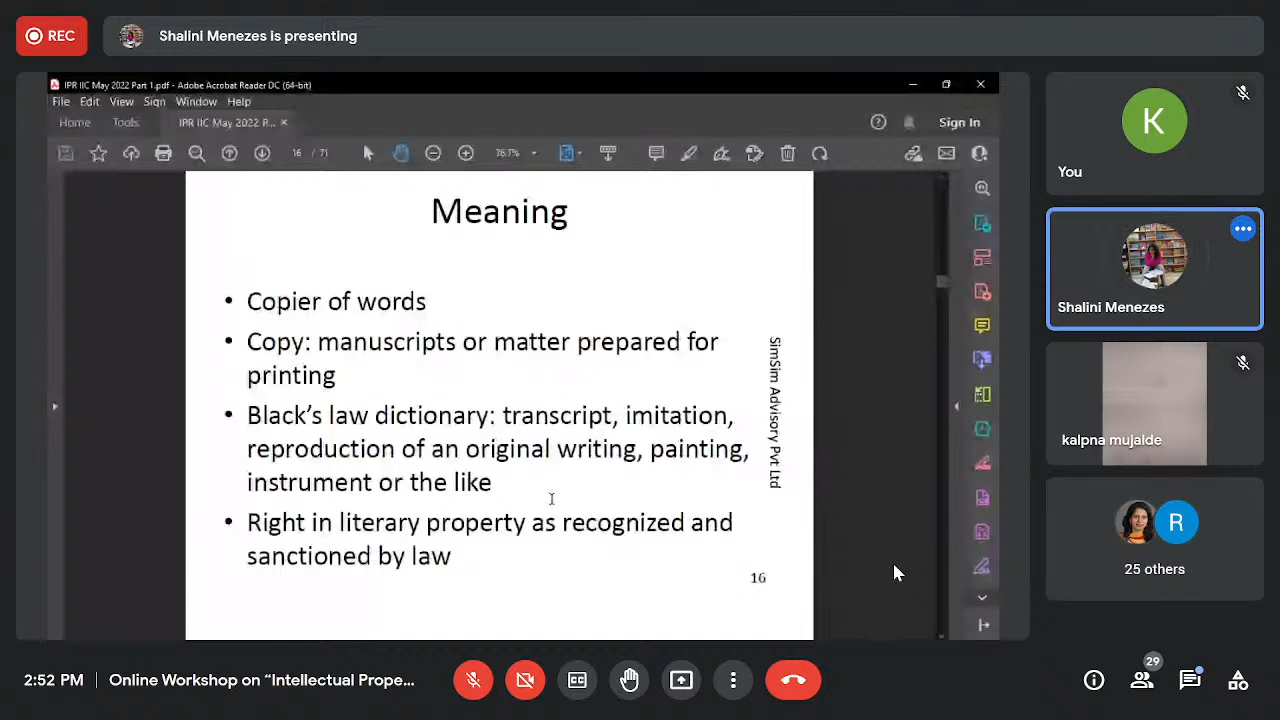 REC
Shalini Menezes is presenting
IPR IIC May 2022 Part 1.pdf - Adobe Acrobat Reader DC (64-bit)
File Edit View Sign Window Help
Home Tools IPR IIC May 2022 P... × Sign In
16 / 71 76.7%
Meaning
• Copier of words
• Copy: manuscripts or matter prepared for
printing
• Black’s law dictionary: transcript, imitation,
reproduction of an original writing, painting,
instrument or the like
• Right in literary property as recognized and
sanctioned by law
SimSim Advisory Pvt Ltd
16
K
You
Shalini Menezes
kalpna mujalde
R
25 others
2:52 PM | Online Workshop on “Intellectual Prope...
29